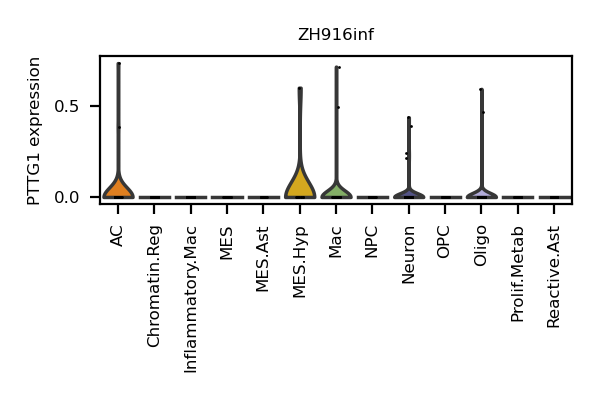 ZH916inf
PTTG1 expression
0.5
0.0
AC
Chromatin.Reg
Inflammatory.Mac
MES
MES.Ast
MES.Hyp
Mac
NPC
Neuron
OPC
Oligo
Prolif.Metab
Reactive.Ast